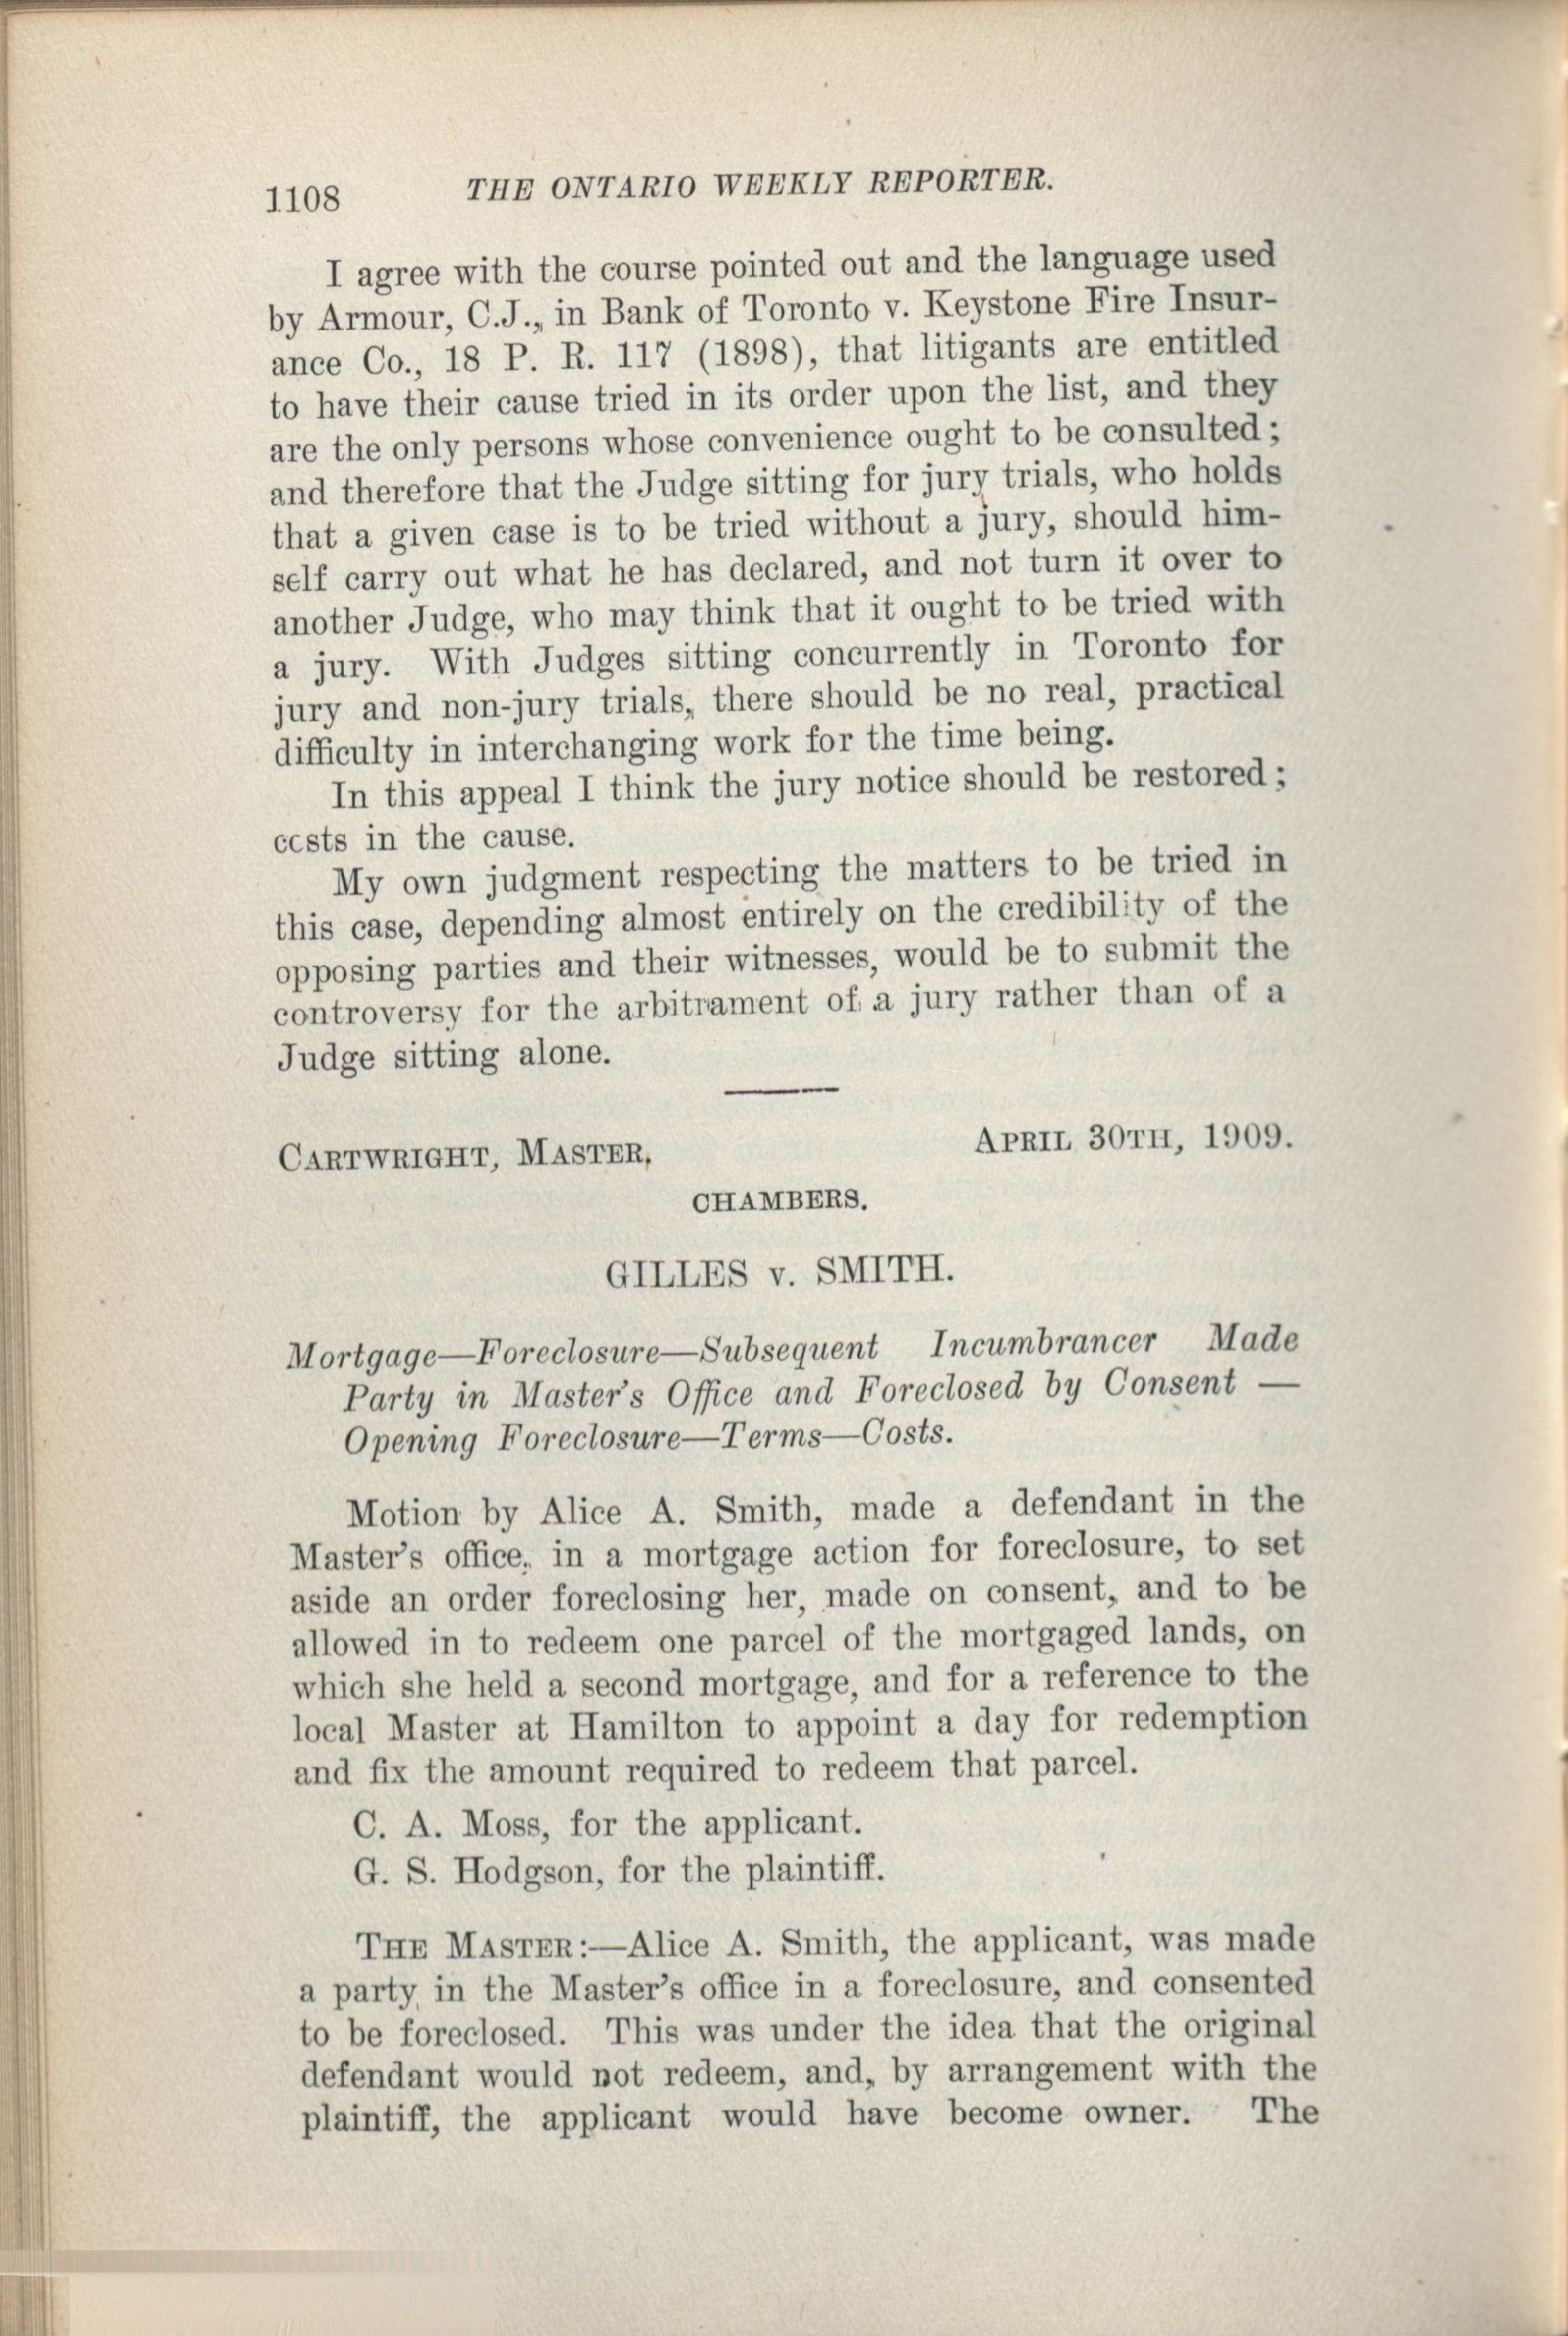 1108 THE ONTARIO WEEKLY REPORTER.
I agree with the course pointed out and the language used
by Armour, C.J., in Bank of Toronto v. Keystone Fire Insur-
ance Co., 18 P. R. 117 (1898), that litigants are entitled
to have their cause tried in its order upon the list, and they
are the only persons whose convenience ought to be consulted;
and therefore that the Judge sitting for jury trials, who holds
that a given case is to be tried without a jury, should him-
self carry out what he has declared, and not turn it over to
another Judge, who may think that it ought to be tried with
a jury. With Judges sitting concurrently in Toronto for
jury and non-jury trials, there should be no real, practical
difficulty in interchanging work for the time being.
In this appeal I think the jury notice should be restored;
ccsts in the cause.
My own judgment respecting the matters to be tried in
this case, depending almost entirely on the credibility of the
opposing parties and their witnesses, would be to submit the
controversy for the arbitrament of a jury rather than of a
Judge sitting alone.
CARTWRIGHT, MASTER. APRIL 30TH, 1909.
CHAMBERS.
GILLES v. SMITH.
Mortgage—Foreclosure—Subsequent Incumbrancer Made
Party in Master's Office and Foreclosed by Consent —
Opening Foreclosure—Terms—Costs.
Motion by Alice A. Smith, made a defendant in the
Master's office, in a mortgage action for foreclosure, to set
aside an order foreclosing her, made on consent, and to be
allowed in to redeem one parcel of the mortgaged lands, on
which she held a second mortgage, and for a reference to the
local Master at Hamilton to appoint a day for redemption
and fix the amount required to redeem that parcel.
C. A. Moss, for the applicant.
G. S. Hodgson, for the plaintiff.
THE MASTER:—Alice A. Smith, the applicant, was made
a party in the Master's office in a foreclosure, and consented
to be foreclosed. This was under the idea that the original
defendant would not redeem, and, by arrangement with the
plaintiff, the applicant would have become owner. The